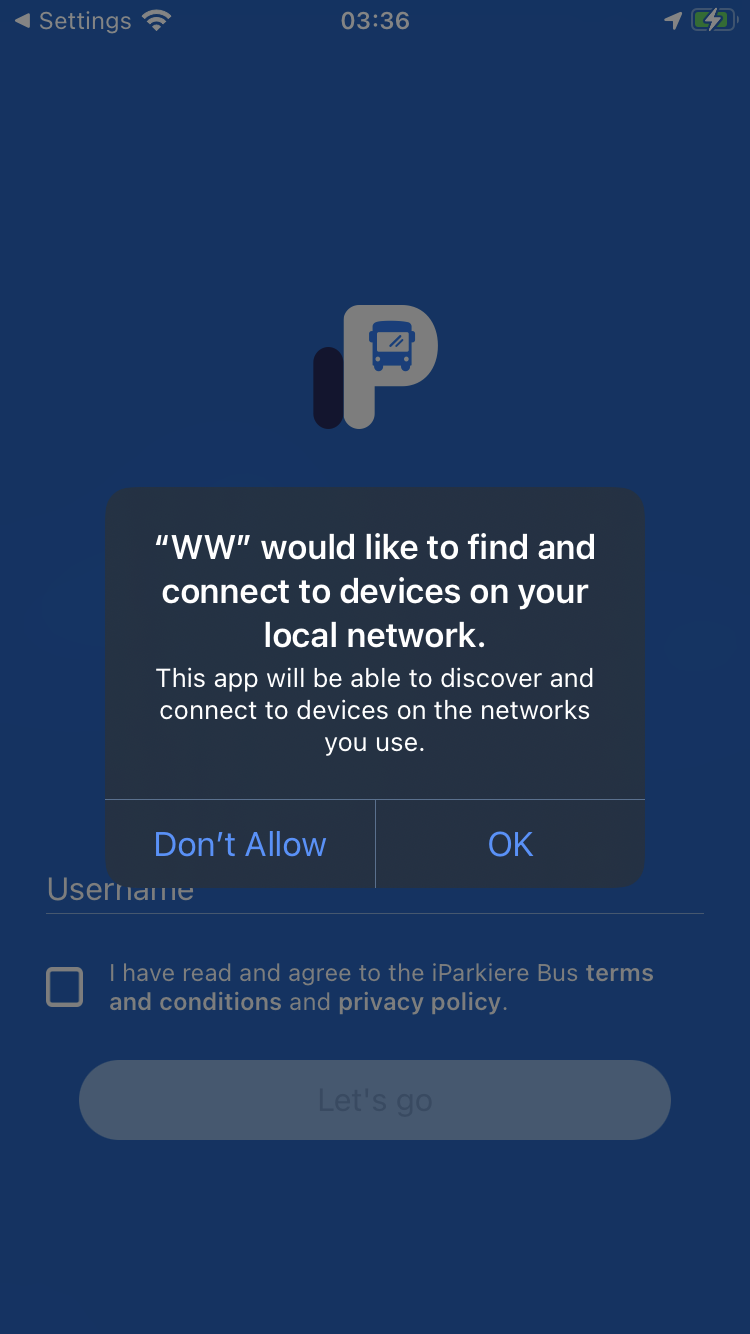 Settings
03:36
“WW” would like to find and
connect to devices on your
local network.
This app will be able to discover and
connect to devices on the networks
you use.
Don’t Allow
OK
Username
I have read and agree to the iParkiere Bus terms
and conditions and privacy policy.
Let's go